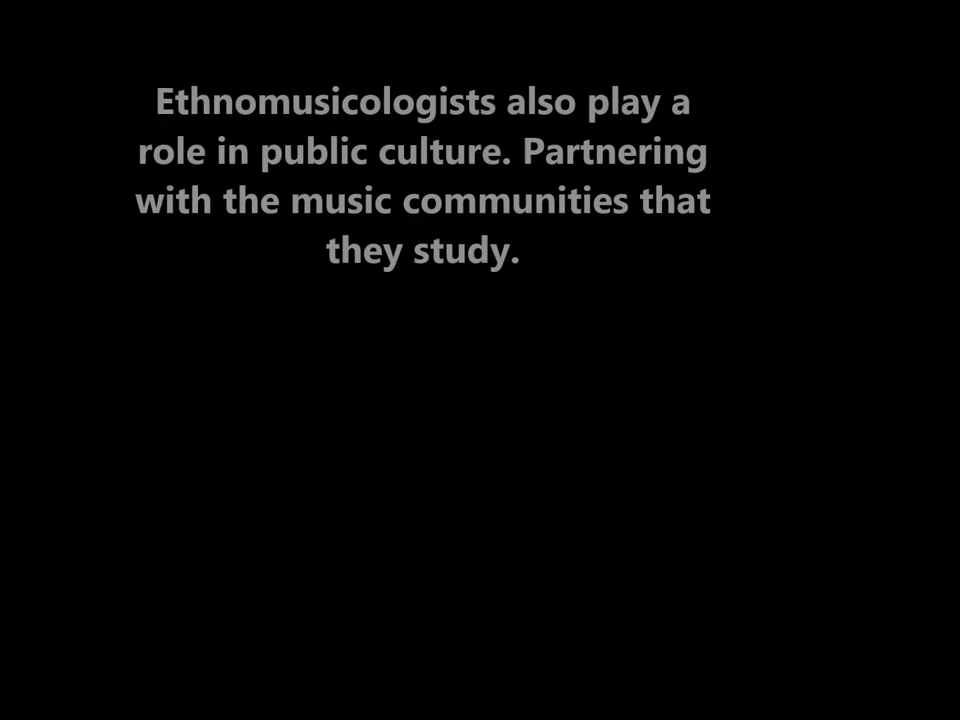 Ethnomusicologists also play a
role in public culture. Partnering
with the music communities that
they study.